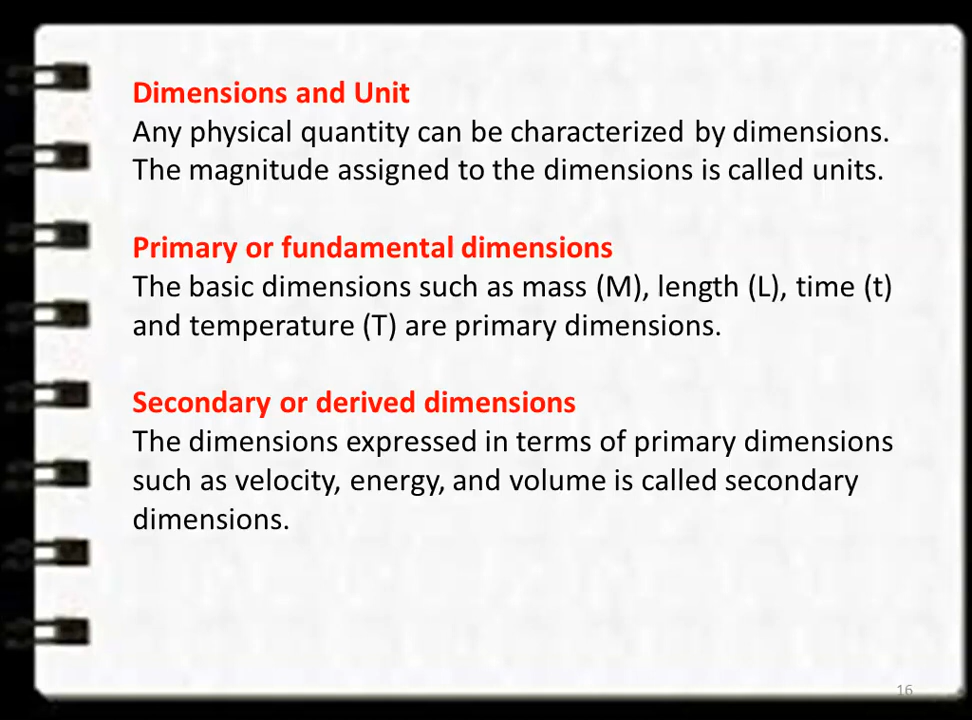 Dimensions and Unit
Any physical quantity can be characterized by dimensions.
The magnitude assigned to the dimensions is called units.
Primary or fundamental dimensions
The basic dimensions such as mass (M), length (L), time (t)
and temperature (T) are primary dimensions.
Secondary or derived dimensions
The dimensions expressed in terms of primary dimensions
such as velocity, energy, and volume is called secondary
dimensions.
16